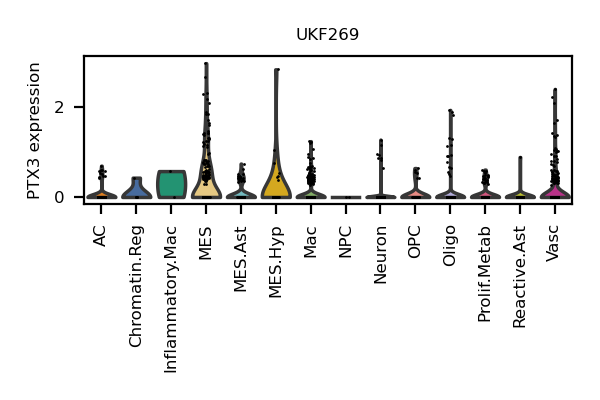 UKF269
PTX3 expression
2
0
AC
Chromatin.Reg
Inflammatory.Mac
MES
MES.Ast
MES.Hyp
Mac
NPC
Neuron
OPC
Oligo
Prolif.Metab
Reactive.Ast
Vasc